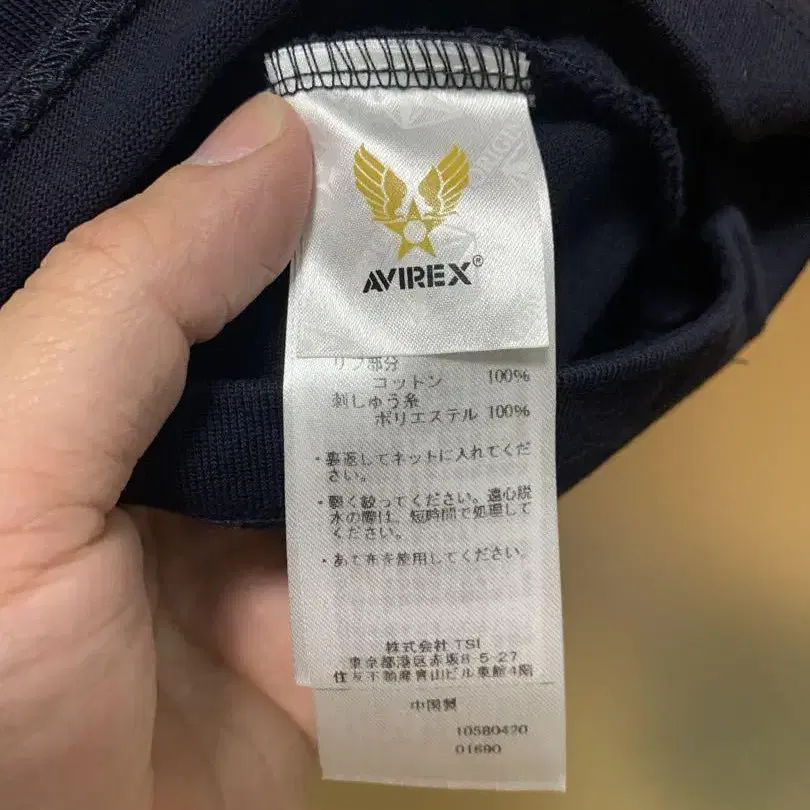 ORIGIN
AVIREX®
リブ部分
コットン 100%
刺しゅう糸
ポリエステル 100%
・裏返してネットに入れてくだ
さい。
・軽く絞ってください。遠心脱
水の際は、短時間で処理して
ください。
・あて布を使用してください。
株式会社 TSI
東京都港区赤坂8-5-27
住友不動産青山ビル東館4階
中国製
10580420
01690